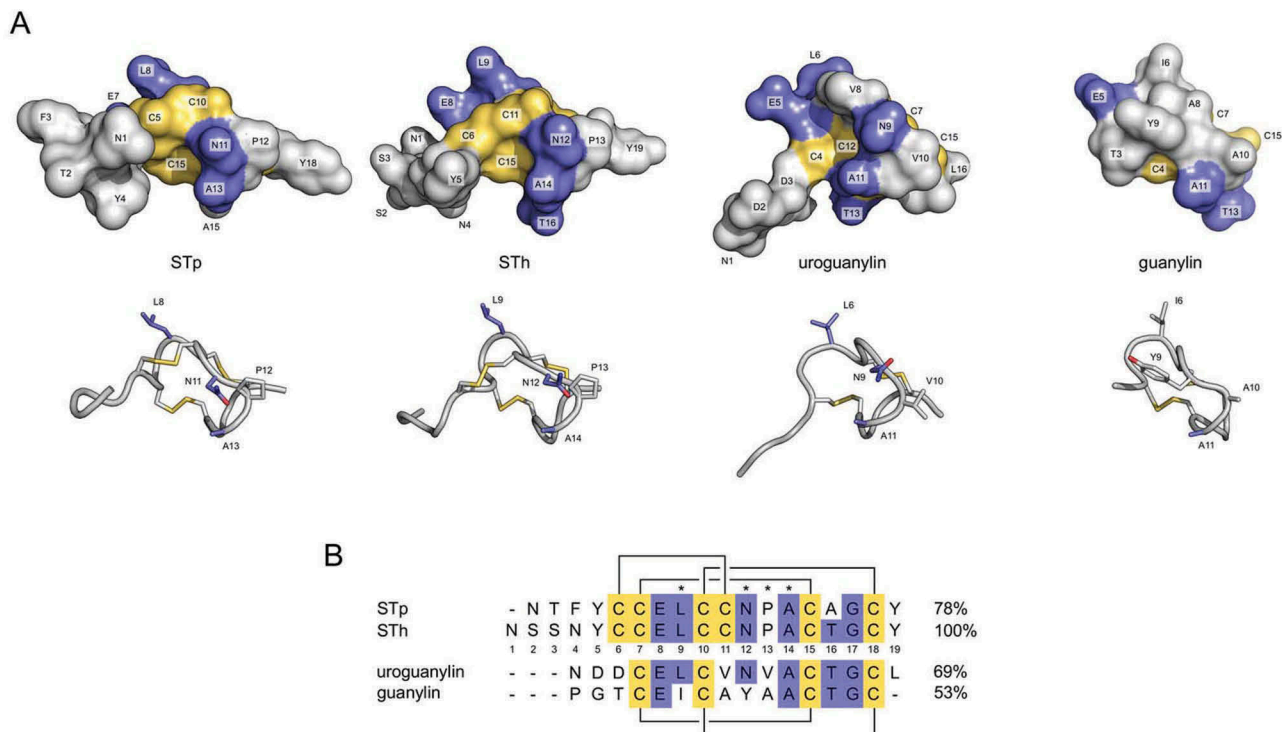 A
L8
E7
C10
F3
C5
N1
N11
P12
T2
C15
Y18
Y4
A13
A15
STp
L9
E8
C11
N1
C6
N12
P13
S3
C15
Y19
Y5
A14
S2
N4
T16
STh
L6
V8
E5
C7
N9
C15
C4
C12
V10
D3
A11
L16
D2
T13
N1
uroguanylin
I6
E5
A8
C7
Y9
C15
T3
A10
C4
A11
T13
guanylin
L8
P12
N11
A13
L9
P13
N12
A14
L6
N9
V10
A11
I6
Y9
A10
A11
B
* * * *
STp - N T F Y C C E L C C N P A C A G C Y 78%
STh N S S N Y C C E L C C N P A C T G C Y 100%
1 2 3 4 5 6 7 8 9 10 11 12 13 14 15 16 17 18 19
uroguanylin - - - N D D C E L C V N V A C T G C L 69%
guanylin - - - P G T C E I C A Y A A C T G C - 53%